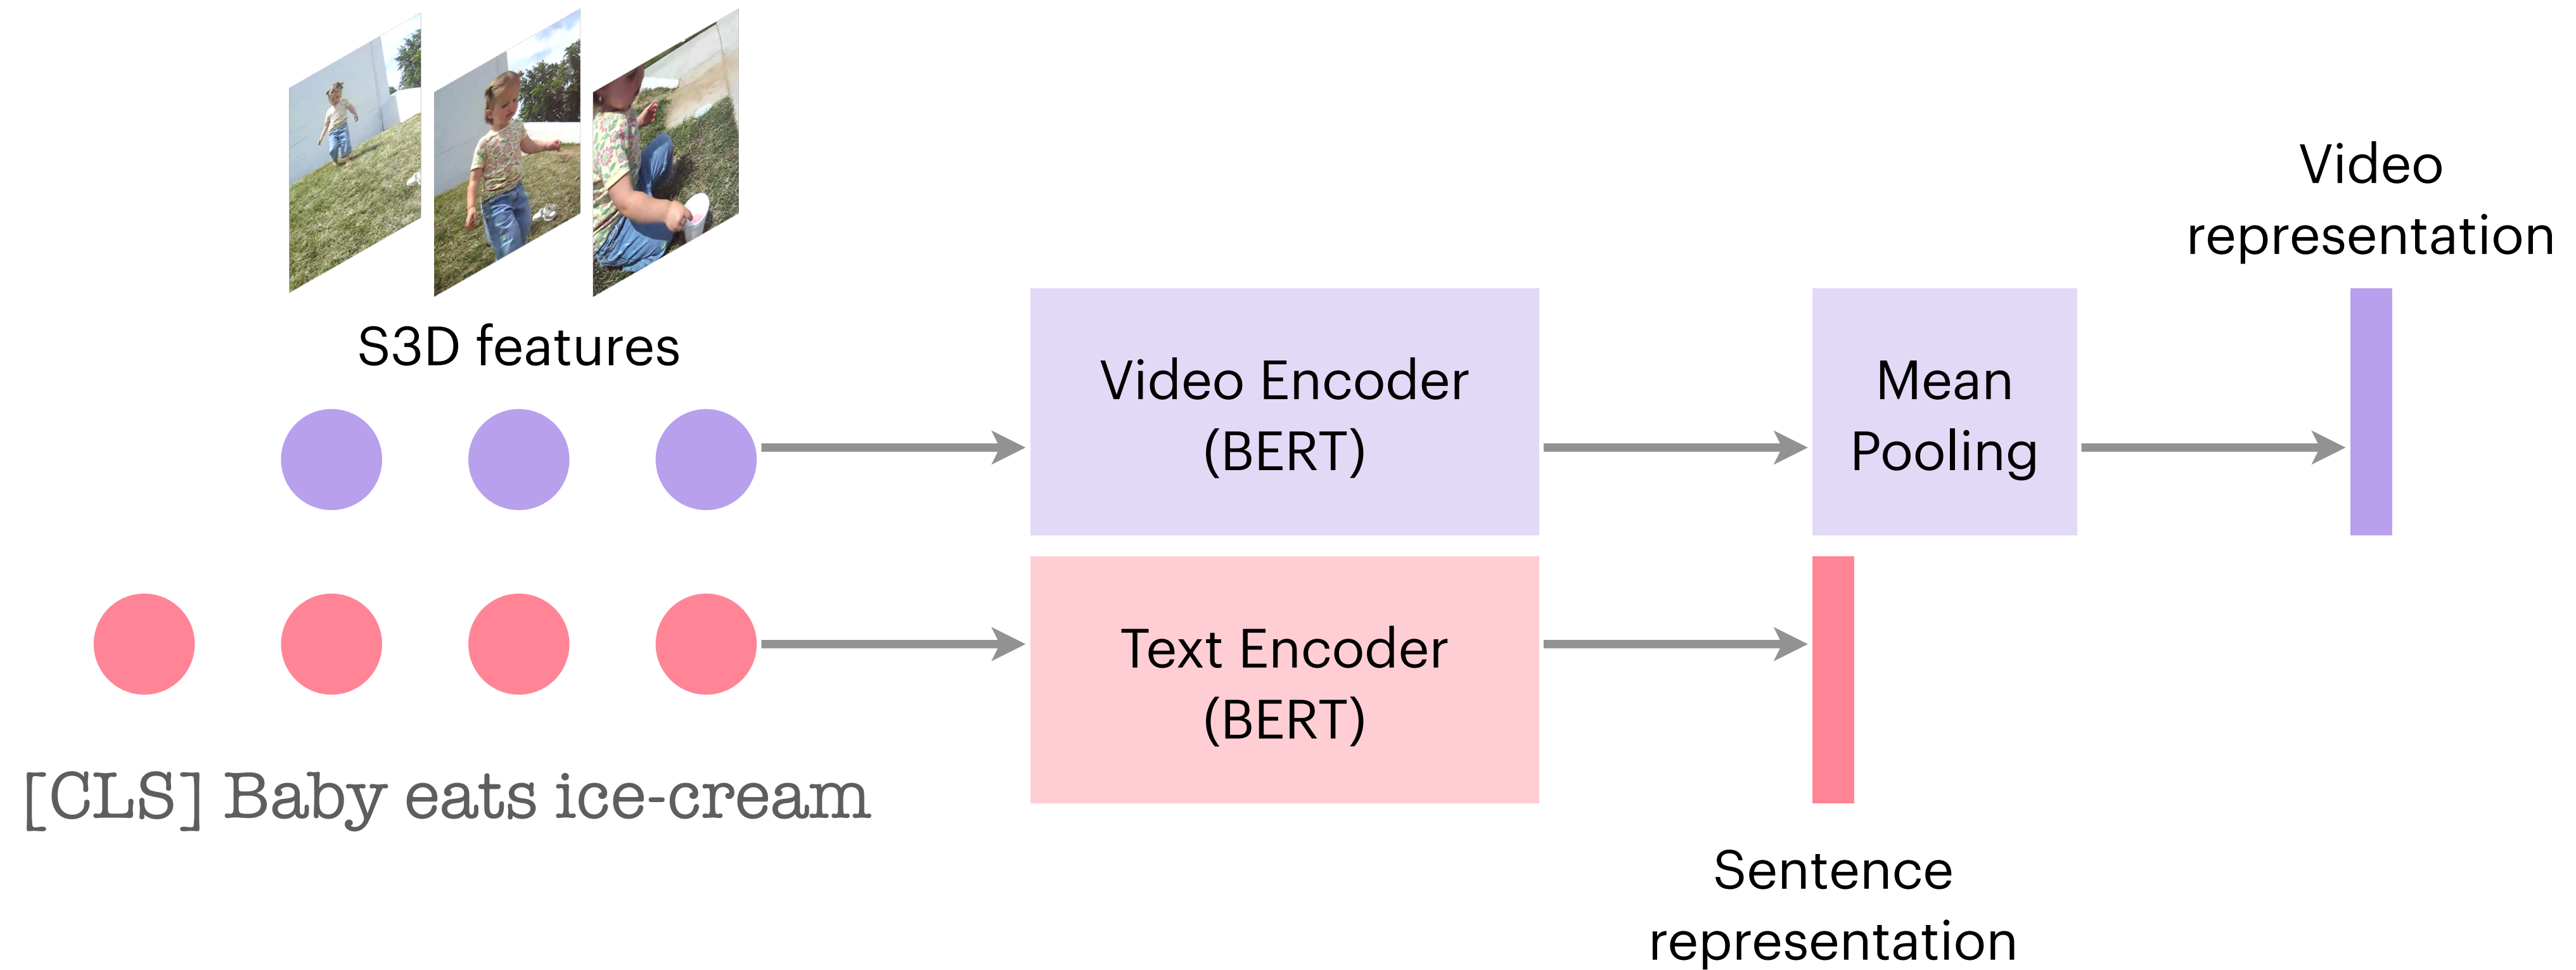 S3D features
Video Encoder
(BERT)
Mean
Pooling
Video
representation
Text Encoder
(BERT)
[CLS] Baby eats ice-cream
Sentence
representation